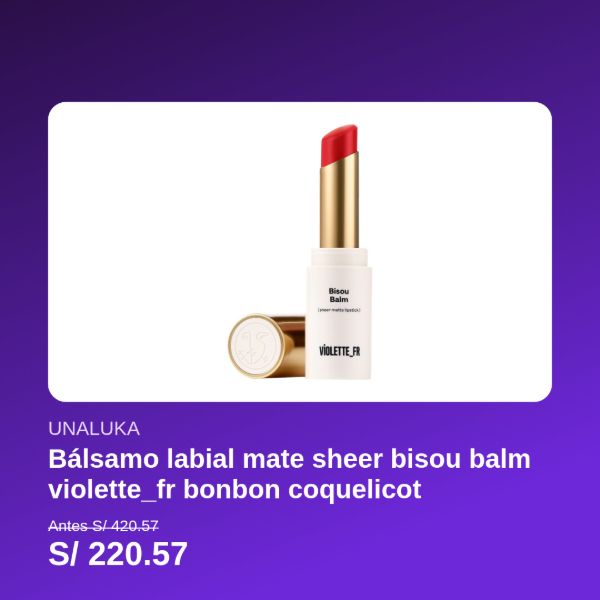 Bisou
Balm
[sheer matte lipstick]
VIOLETTE_FR
UNALUKA
Bálsamo labial mate sheer bisou balm
violette_fr bonbon coquelicot
Antes S/ 420.57
S/ 220.57